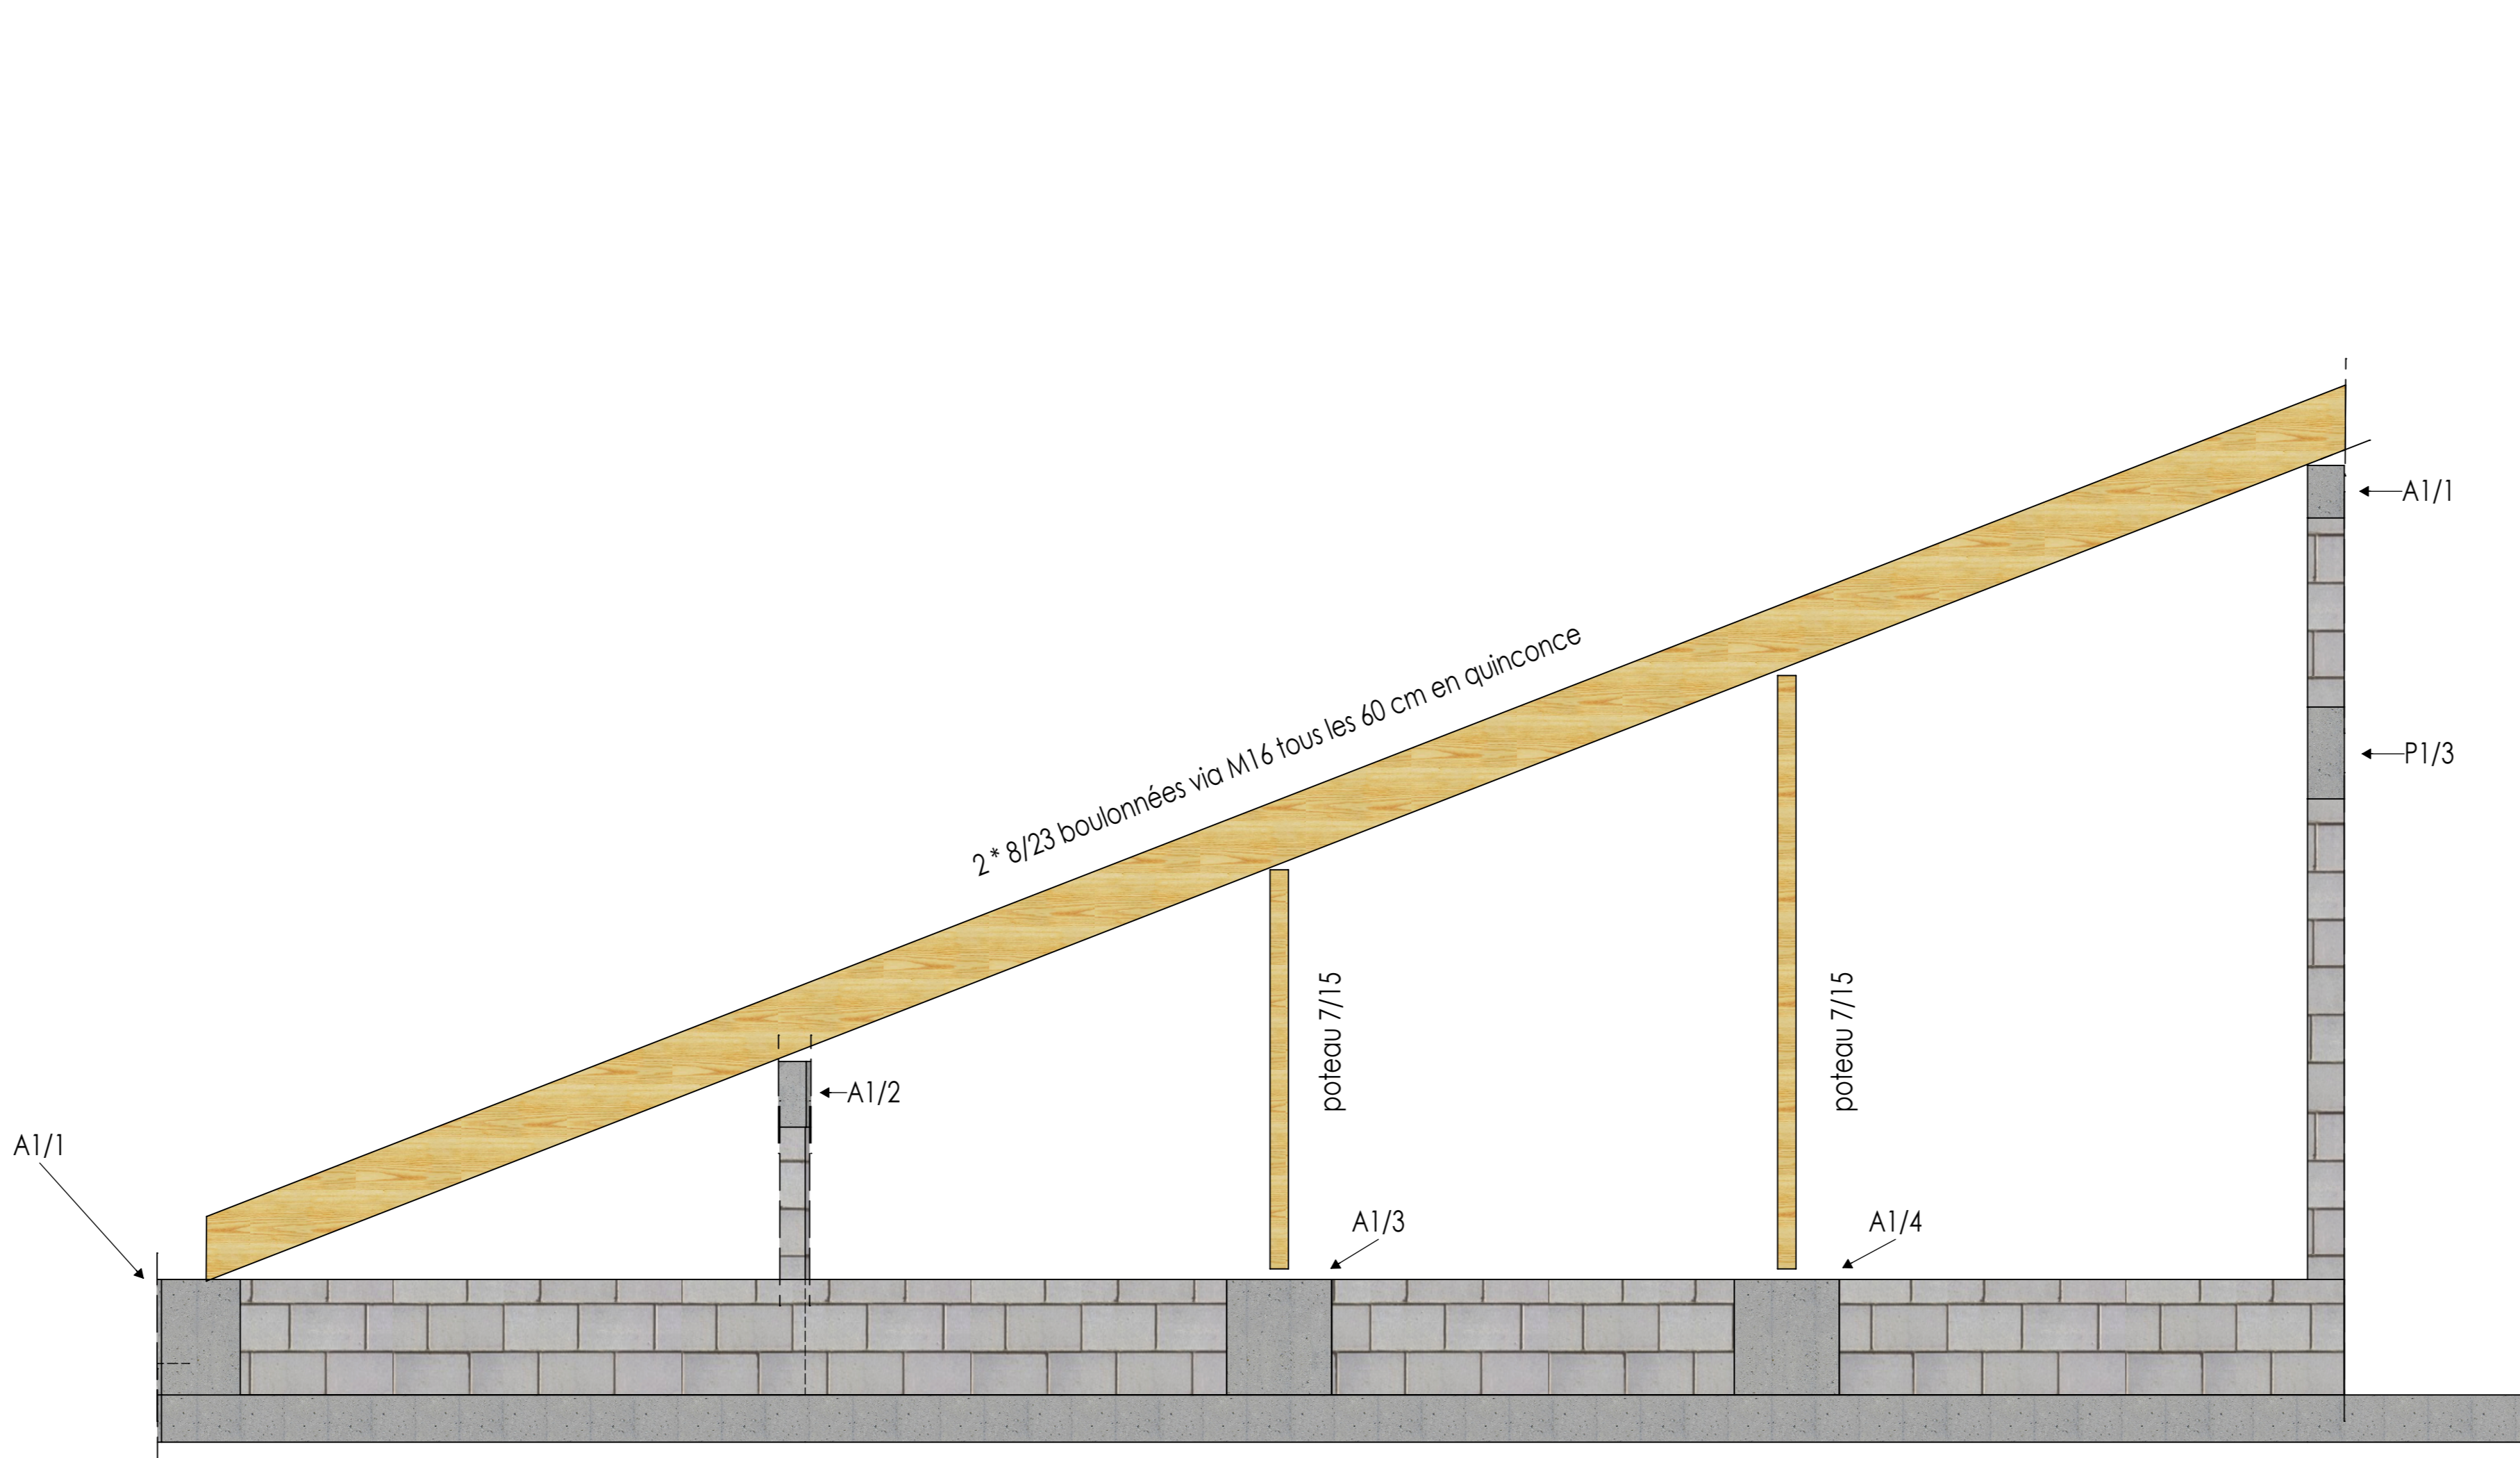 2 * 8/23 boulonnées via M16 tous les 60 cm en quinconce
A1/1
P1/3
poteau 7/15
poteau 7/15
A1/2
A1/1
A1/3
A1/4